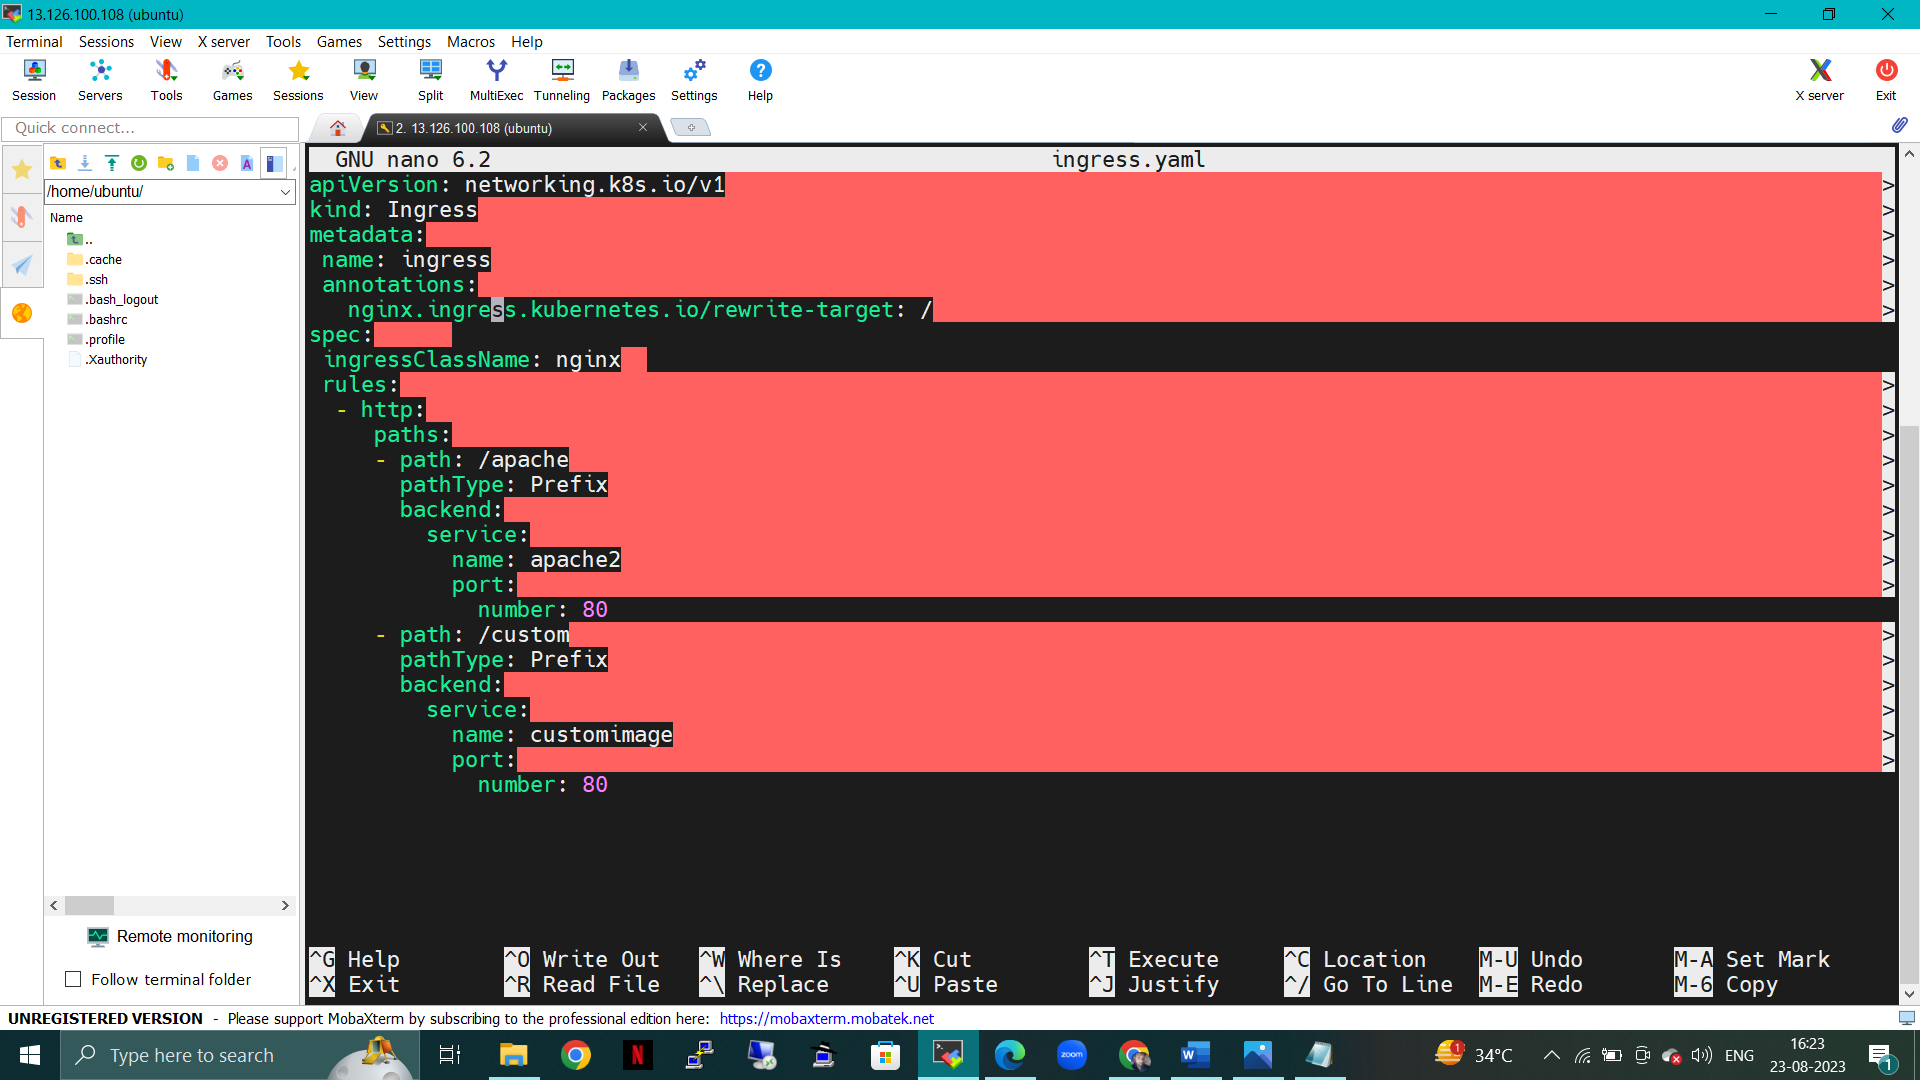 13.126.100.108 (ubuntu)
Terminal Sessions View X server Tools Games Settings Macros Help
Session Servers Tools Games Sessions View Split MultiExec Tunneling Packages Settings Help X server Exit
Quick connect...
2. 13.126.100.108 (ubuntu)
/home/ubuntu/
Name
..
.cache
.ssh
.bash_logout
.bashrc
.profile
.Xauthority
Remote monitoring
Follow terminal folder
GNU nano 6.2 ingress.yaml
apiVersion: networking.k8s.io/v1 >
kind: Ingress >
metadata: >
name: ingress >
annotations: >
nginx.ingress.kubernetes.io/rewrite-target: / >
spec:
ingressClassName: nginx
rules: >
- http: >
paths: >
- path: /apache >
pathType: Prefix >
backend: >
service: >
name: apache2 >
port: >
number: 80
- path: /custom >
pathType: Prefix >
backend: >
service: >
name: customimage >
port: >
number: 80
^G Help ^O Write Out ^W Where Is ^K Cut ^T Execute ^C Location M-U Undo M-A Set Mark
^X Exit ^R Read File ^\ Replace ^U Paste ^J Justify ^/ Go To Line M-E Redo M-6 Copy
UNREGISTERED VERSION - Please support MobaXterm by subscribing to the professional edition here: https://mobaxterm.mobatek.net
Type here to search
zoom
34°C
ENG
16:23
23-08-2023
1